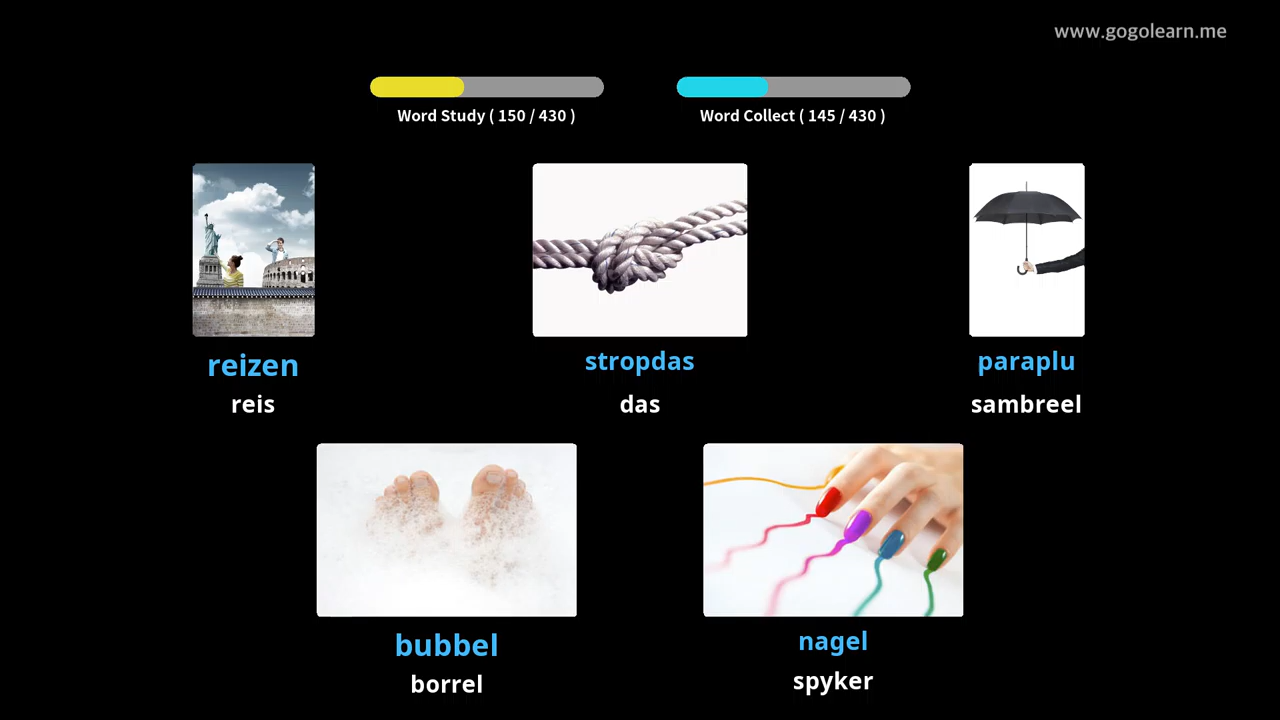 www.gogolearn.me
Word Study ( 150 / 430 )
Word Collect ( 145 / 430 )
reizen
reis
stropdas
das
paraplu
sambreel
bubbel
borrel
nagel
spyker